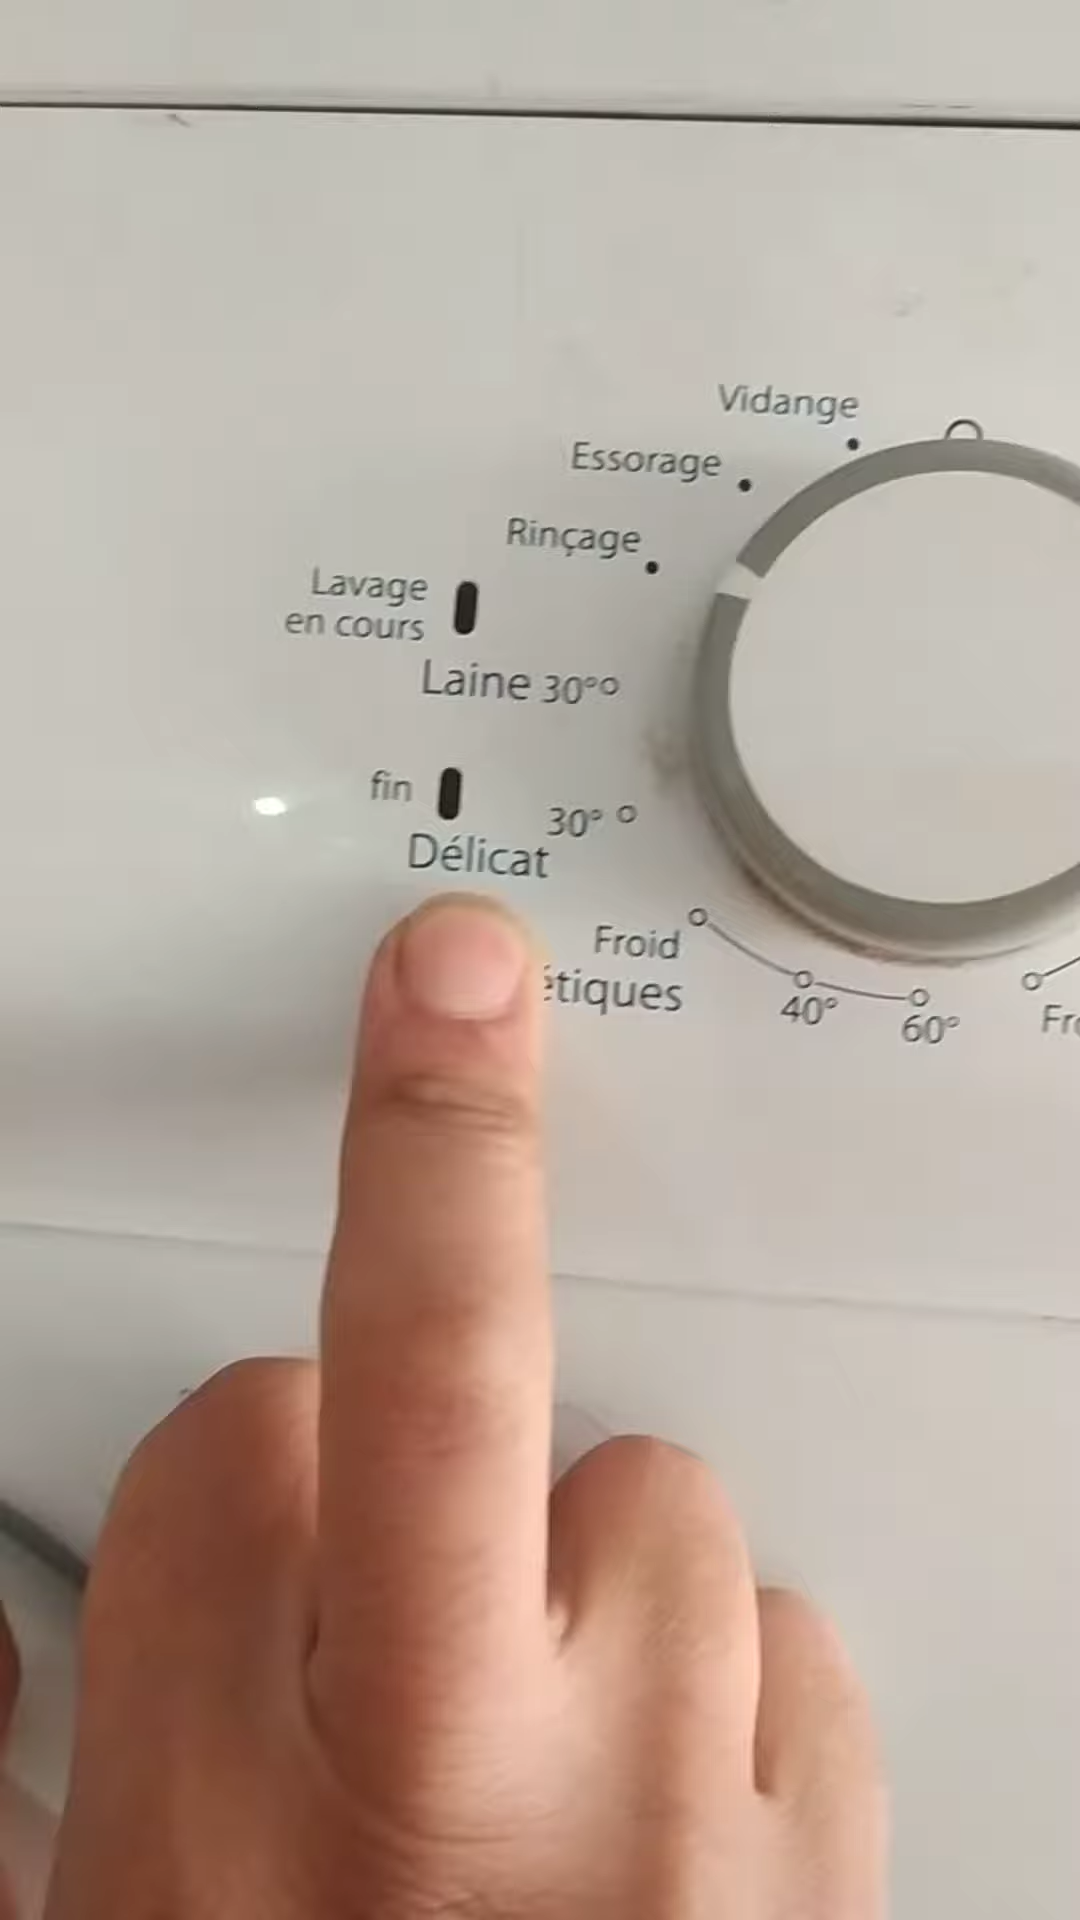 Vidange
Essorage
Rinçage
Lavage
en cours
Laine 30°
fin
30°
Délicat
Froid
40°
60°